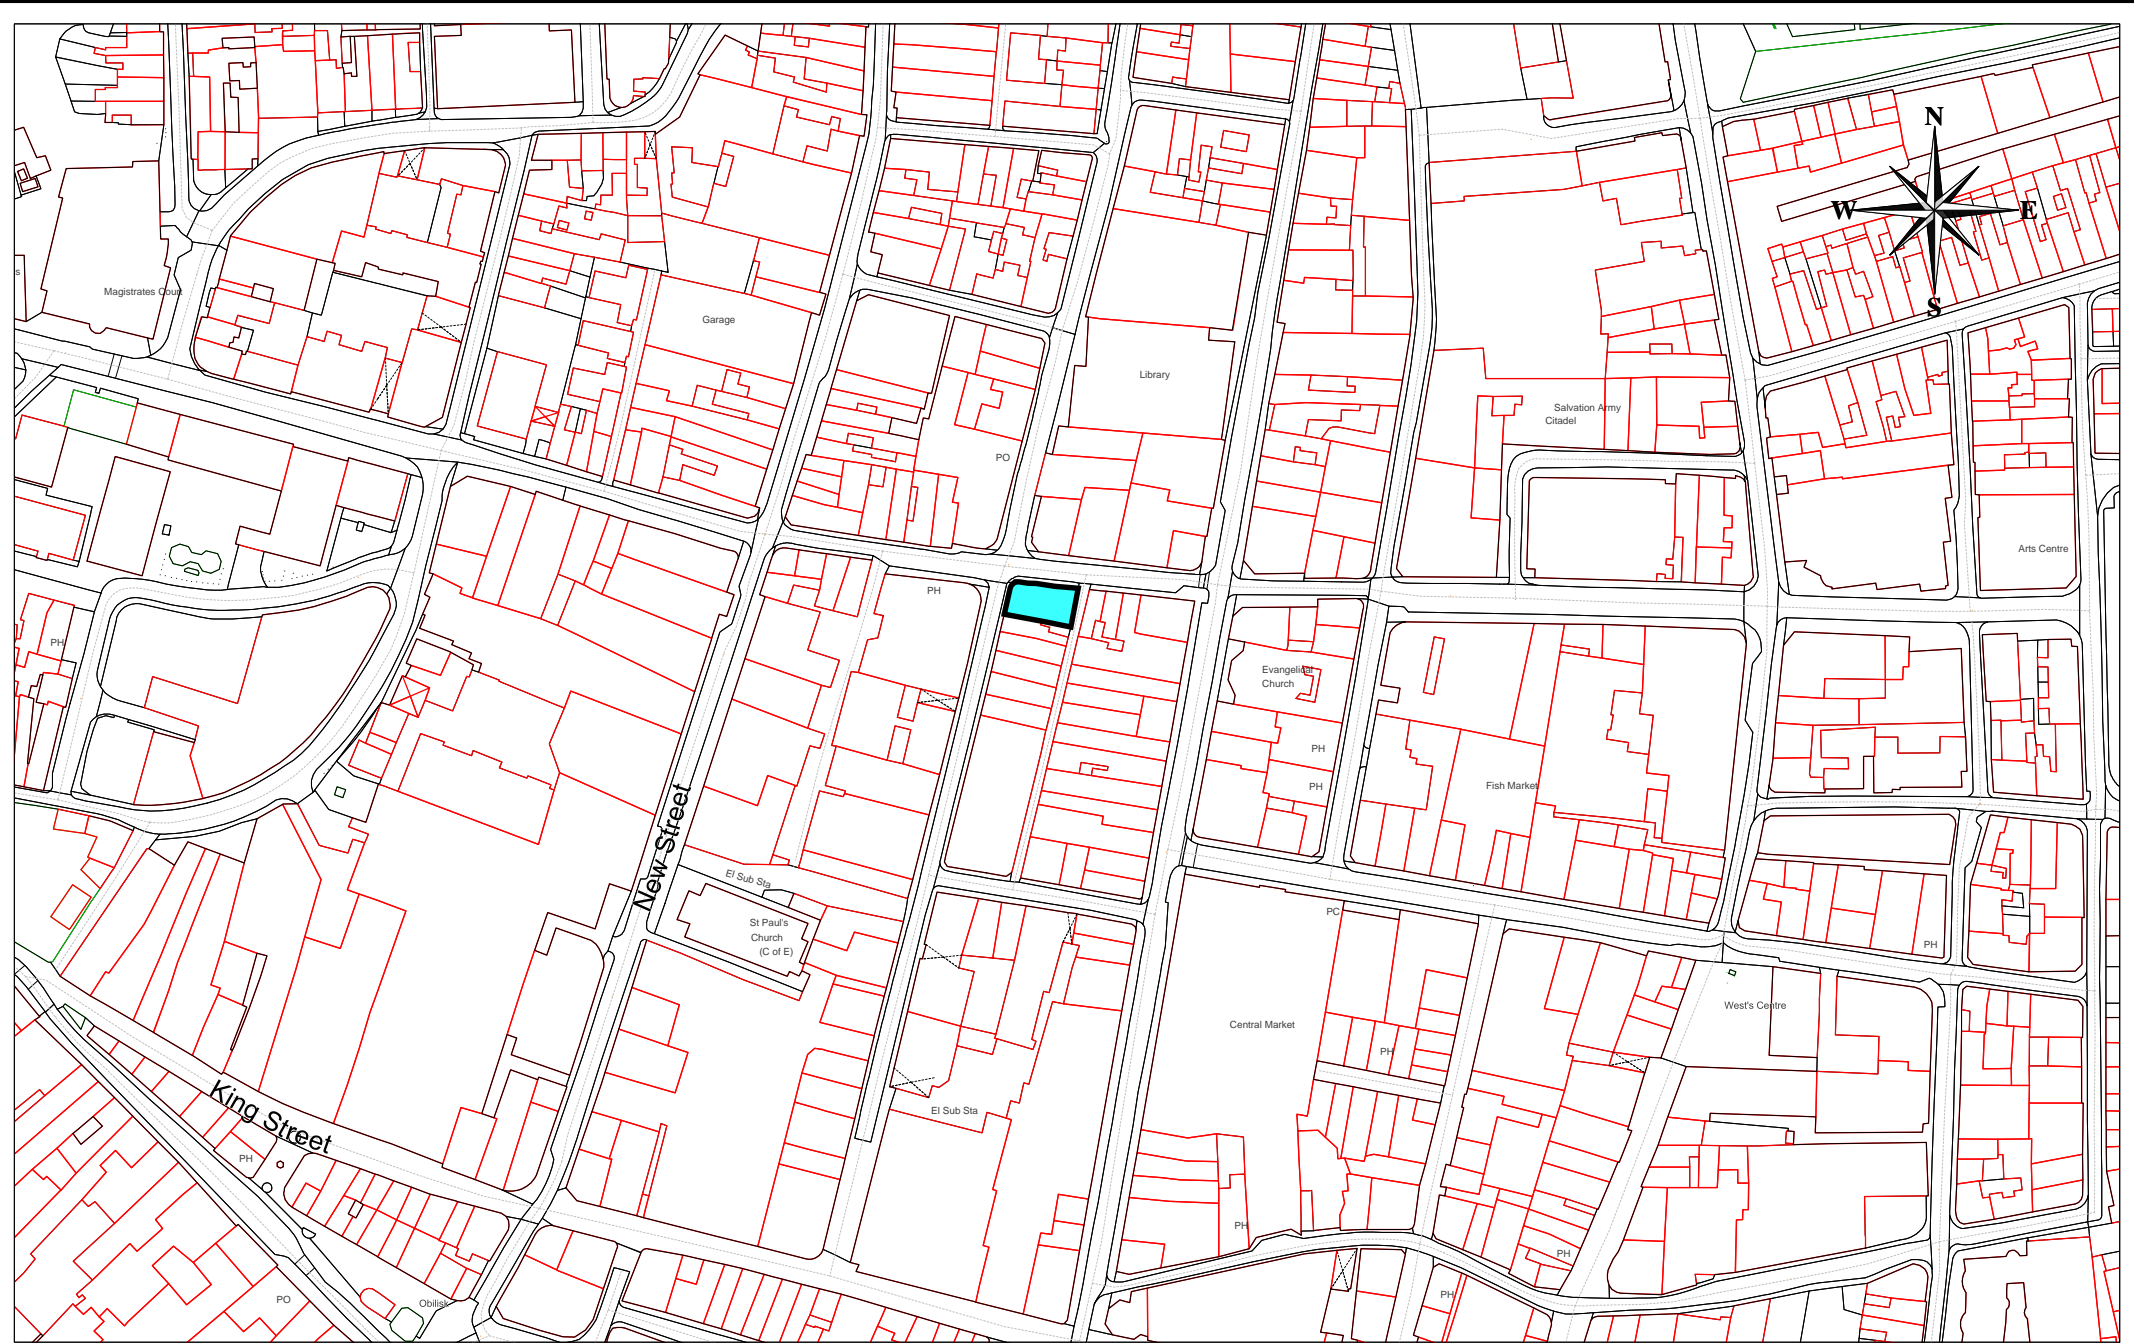 N
W
E
S
s
Magistrates Court
Garage
Library
Salvation Army
Citadel
PO
Arts Centre
PH
PH
Evangelical
Church
PH
PH
Fish Market
New Street
El Sub Sta
St Paul's
Church
(C of E)
PC
PH
West's Centre
Central Market
PH
El Sub Sta
King Street
PH
PH
PH
PO
Obilisk
PH